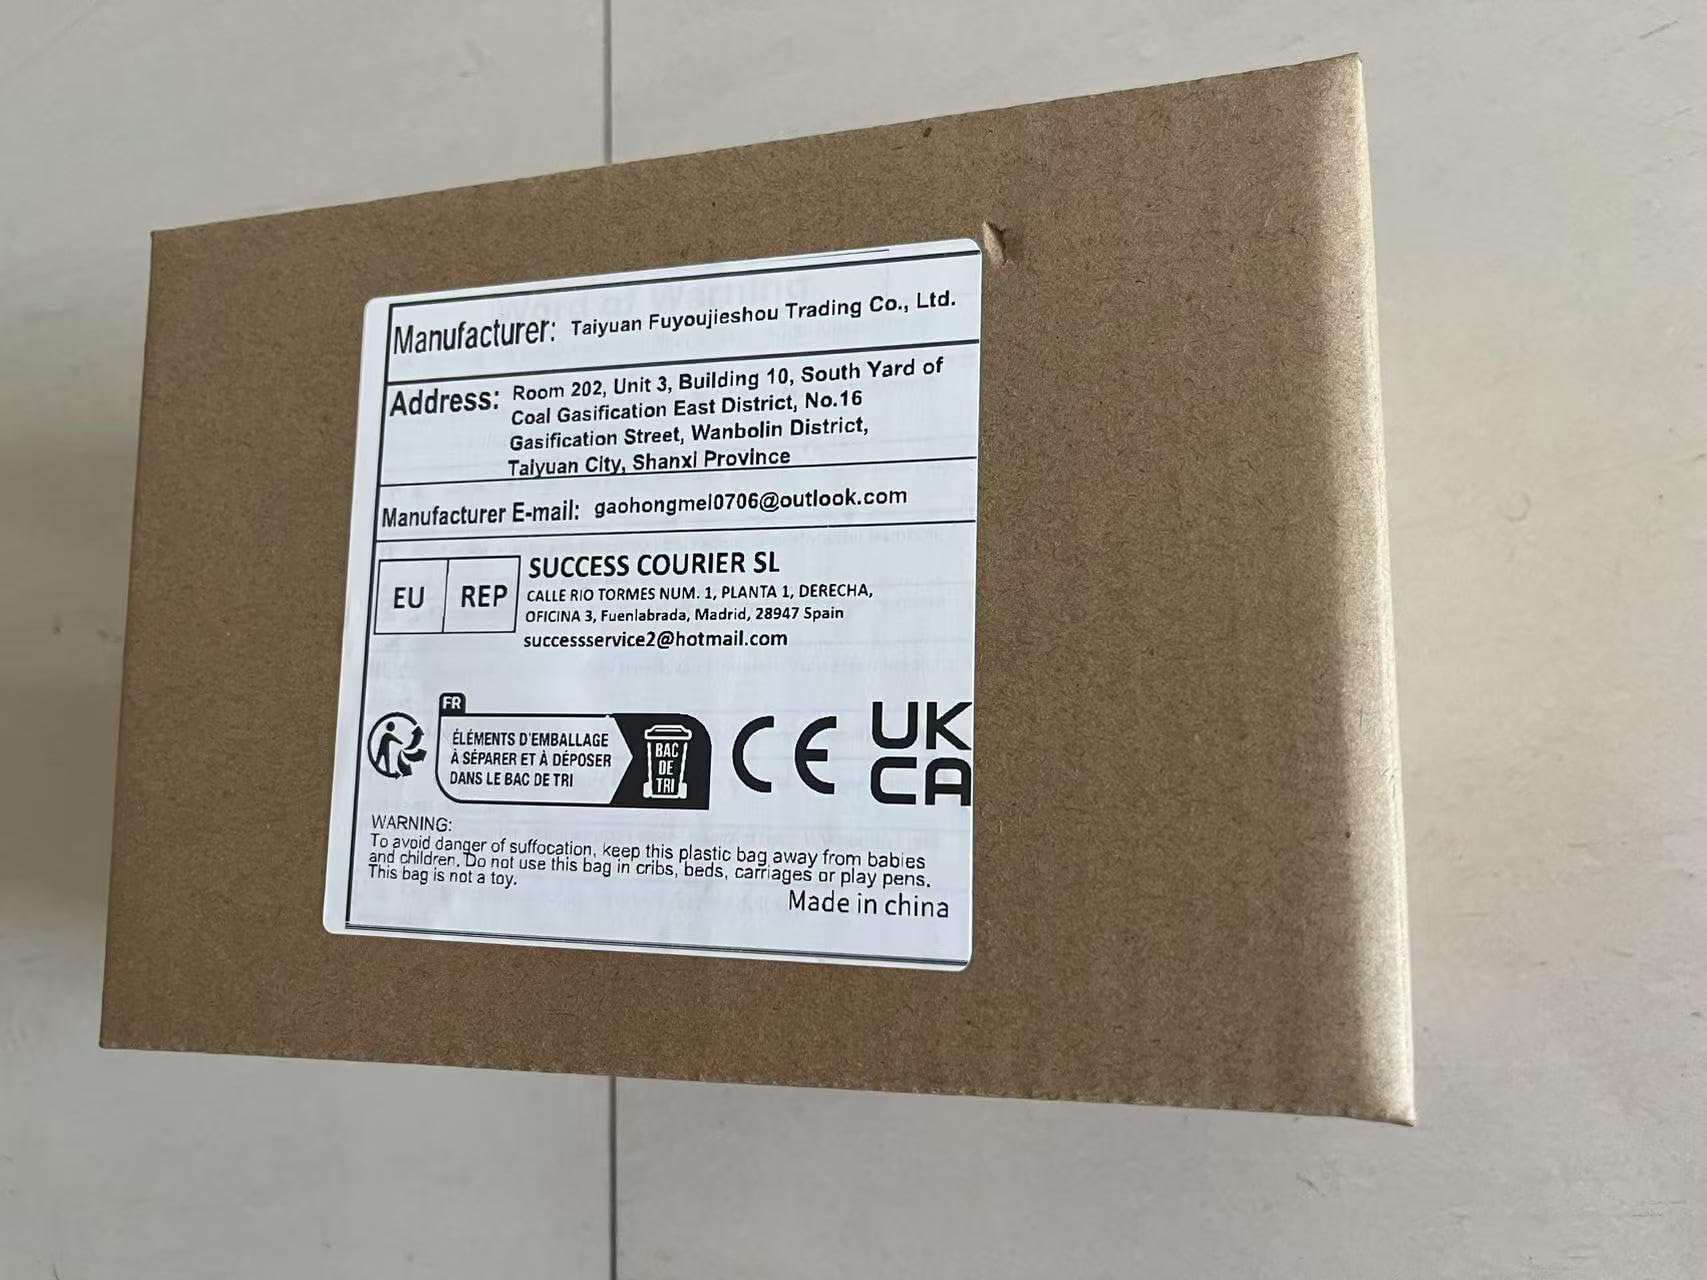 Manufacturer: Taiyuan Fuyoujieshou Trading Co., Ltd.
Address: Room 202, Unit 3, Building 10, South Yard of
Coal Gasification East District, No.16
Gasification Street, Wanbolin District,
Taiyuan City, Shanxi Province
Manufacturer E-mail: gaohongmei0706@outlook.com
EU REP
SUCCESS COURIER SL
CALLE RIO TORMES NUM. 1, PLANTA 1, DERECHA,
OFICINA 3, Fuenlabrada, Madrid, 28947 Spain
successservice2@hotmail.com
FR
ÉLÉMENTS D'EMBALLAGE
À SÉPARER ET À DÉPOSER
DANS LE BAC DE TRI
BAC
DE
TRI
CE
UK
CA
WARNING:
To avoid danger of suffocation, keep this plastic bag away from babies
and children. Do not use this bag in cribs, beds, carriages or play pens.
This bag is not a toy.
Made in china